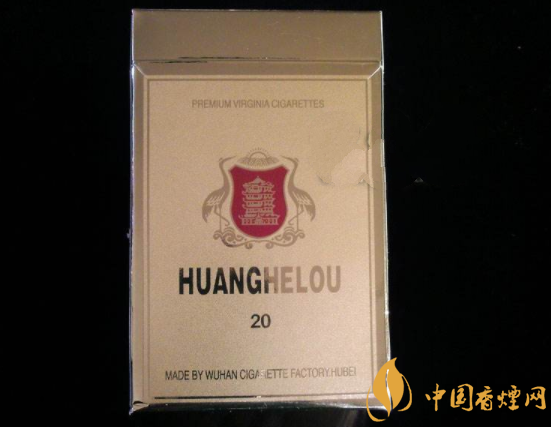 PREMIUM VIRGINIA CIGARETTES
HUANGHELOU
20
MADE BY WUHAN CIGARETTE FACTORY.HUBEI
中国香烟网